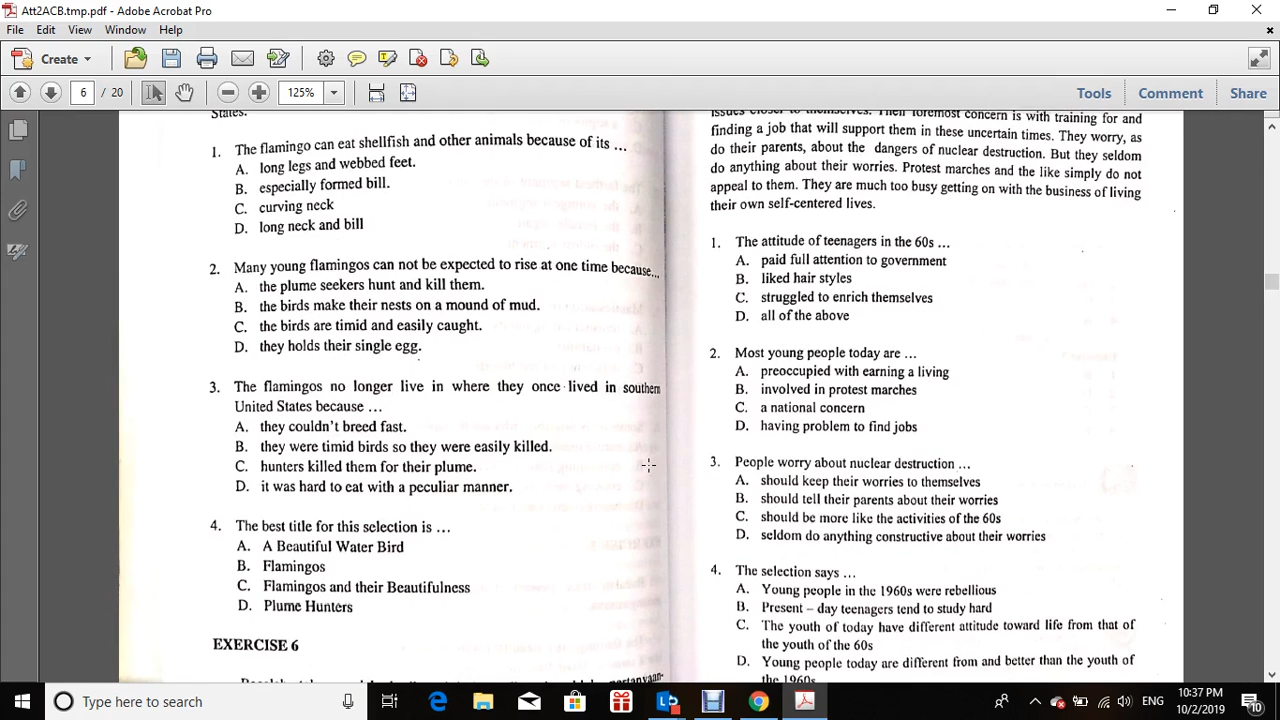 Att2ACB.tmp.pdf - Adobe Acrobat Pro
File Edit View Window Help
Create
6 / 20
125%
Tools Comment Share
States.
1. The flamingo can eat shellfish and other animals because of its ...
A. long legs and webbed feet.
B. especially formed bill.
C. curving neck
D. long neck and bill
2. Many young flamingos can not be expected to rise at one time because...
A. the plume seekers hunt and kill them.
B. the birds make their nests on a mound of mud.
C. the birds are timid and easily caught.
D. they holds their single egg.
3. The flamingos no longer live in where they once lived in southern
United States because ...
A. they couldn't breed fast.
B. they were timid birds so they were easily killed.
C. hunters killed them for their plume.
D. it was hard to eat with a peculiar manner.
4. The best title for this selection is ...
A. A Beautiful Water Bird
B. Flamingos
C. Flamingos and their Beautifulness
D. Plume Hunters
EXERCISE 6
issues closer to themselves. Their foremost concern is with training for and
finding a job that will support them in these uncertain times. They worry, as
do their parents, about the dangers of nuclear destruction. But they seldom
do anything about their worries. Protest marches and the like simply do not
appeal to them. They are much too busy getting on with the business of living
their own self-centered lives.
1. The attitude of teenagers in the 60s ...
A. paid full attention to government
B. liked hair styles
C. struggled to enrich themselves
D. all of the above
2. Most young people today are ...
A. preoccupied with earning a living
B. involved in protest marches
C. a national concern
D. having problem to find jobs
3. People worry about nuclear destruction ...
A. should keep their worries to themselves
B. should tell their parents about their worries
C. should be more like the activities of the 60s
D. seldom do anything constructive about their worries
4. The selection says ...
A. Young people in the 1960s were rebellious
B. Present – day teenagers tend to study hard
C. The youth of today have different attitude toward life from that of
the youth of the 60s
D. Young people today are different from and better than the youth of
the 1960s
Type here to search
ENG
10:37 PM
10/2/2019
10